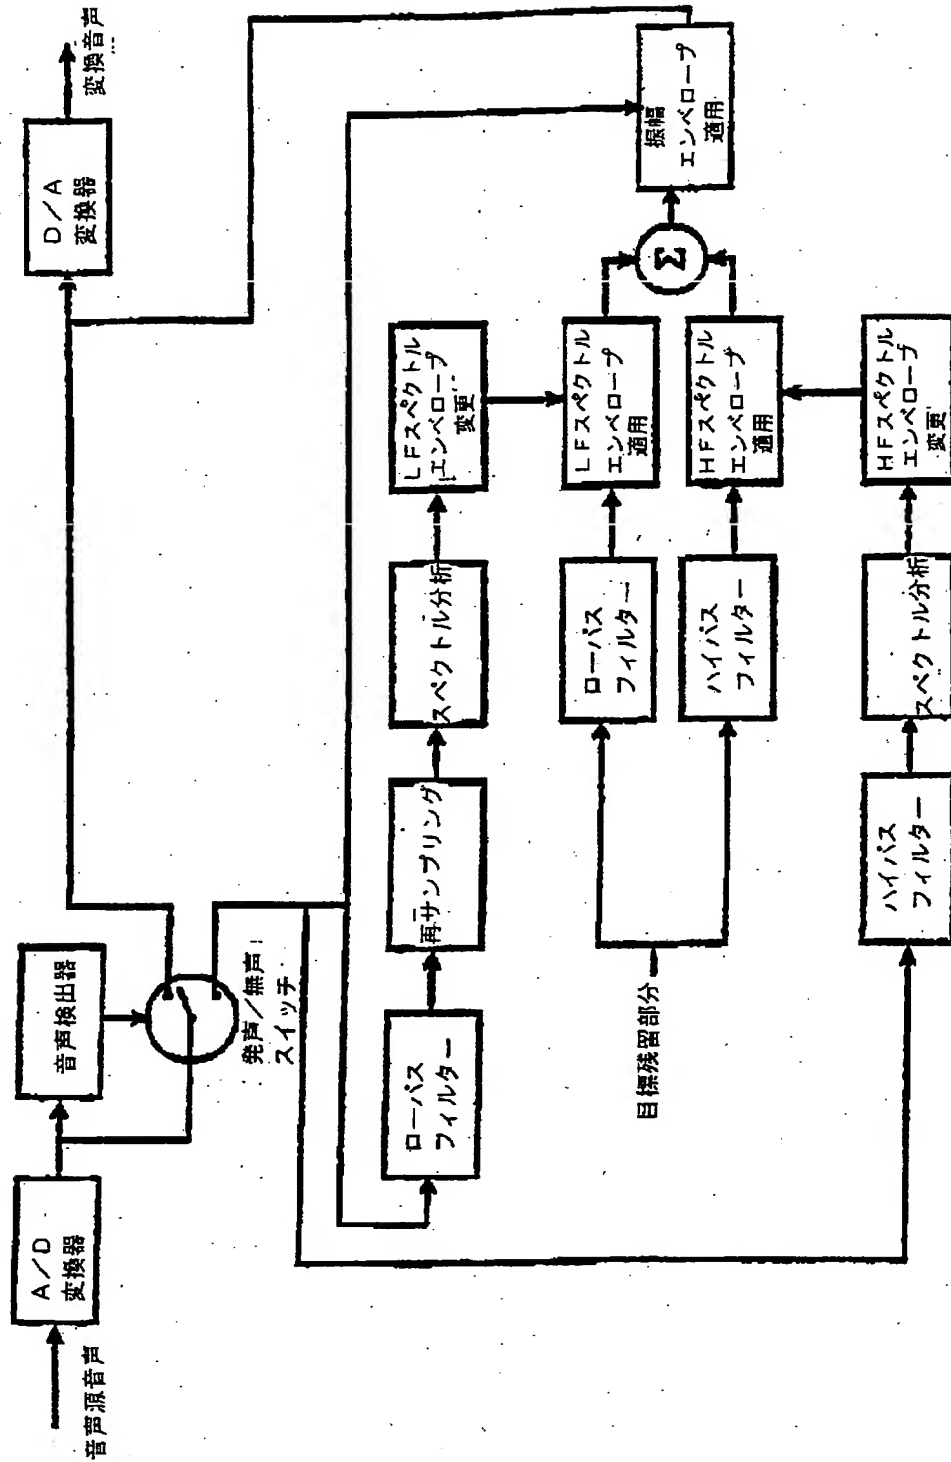 音声源音声
A/D
変換器
音声検出器
発声/無声
スイッチ
D/A
変換器
変換音声
ローパス
フィルター
再サンプリング
スペクトル分析
LFスペクトル
エンベロープ
変更
目標残留部分
ローパス
フィルター
LFスペクトル
エンベロープ
適用
ハイパス
フィルター
HFスペクトル
エンベロープ
適用
Σ
振幅
エンベロープ
適用
ハイパス
フィルター
スペクトル分析
HFスペクトル
エンベロープ
変更